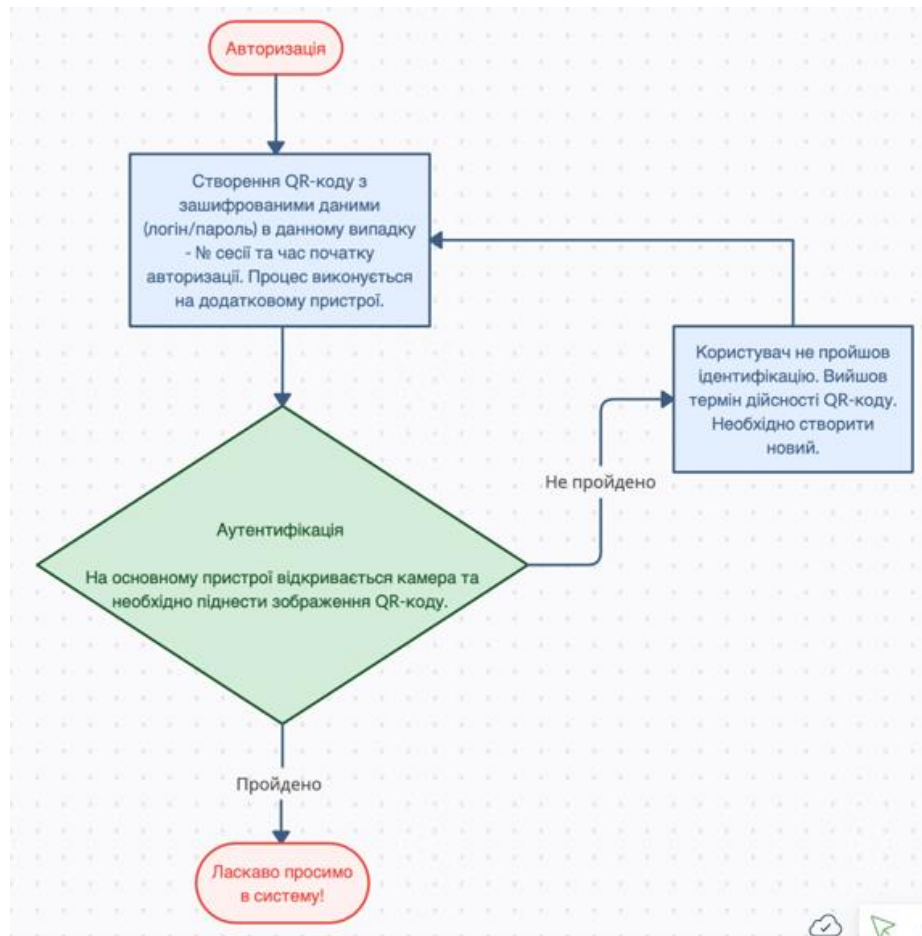 Авторизація
Створення QR-коду з
зашифрованими даними
(логін/пароль) в данному випадку
- № сесії та час початку
авторизації. Процес виконується
на додатковому пристрої.
Користувач не пройшов
ідентифікацію. Вийшов
термін дійсності QR-коду.
Необхідно створити
новий.
Не пройдено
Аутентифікація
На основному пристрої відкривається камера та
необхідно піднести зображення QR-коду.
Пройдено
Ласкаво просимо
в систему!